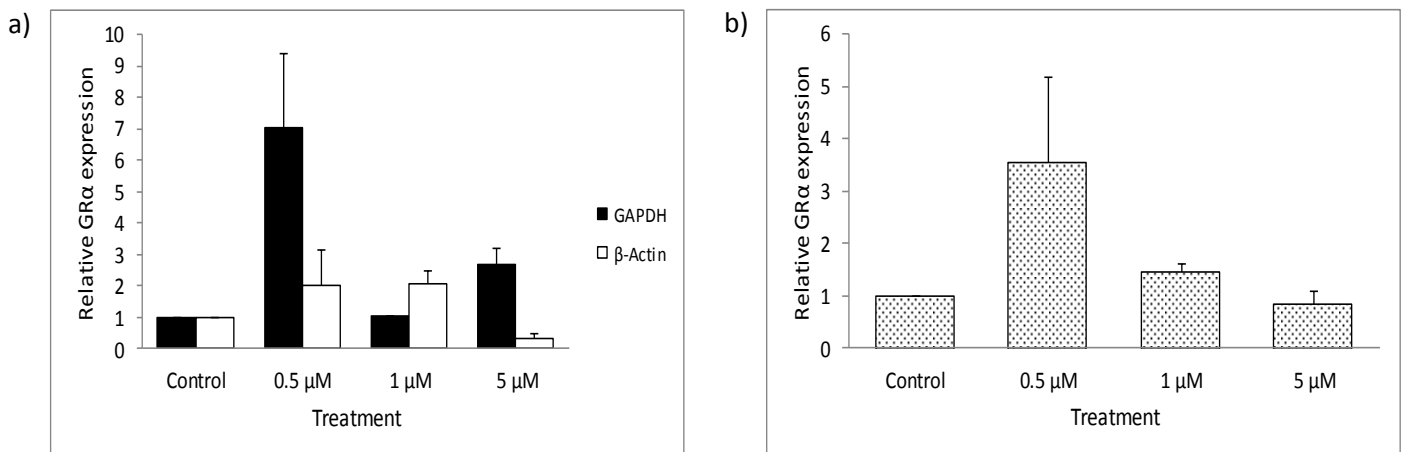 a)
Relative GRα expression
10
9
8
7
6
5
4
3
2
1
0
Control 0.5 µM 1 µM 5 µM
Treatment
GAPDH
β-Actin
b)
Relative GRα expression
6
5
4
3
2
1
0
Control 0.5 µM 1 µM 5 µM
Treatment